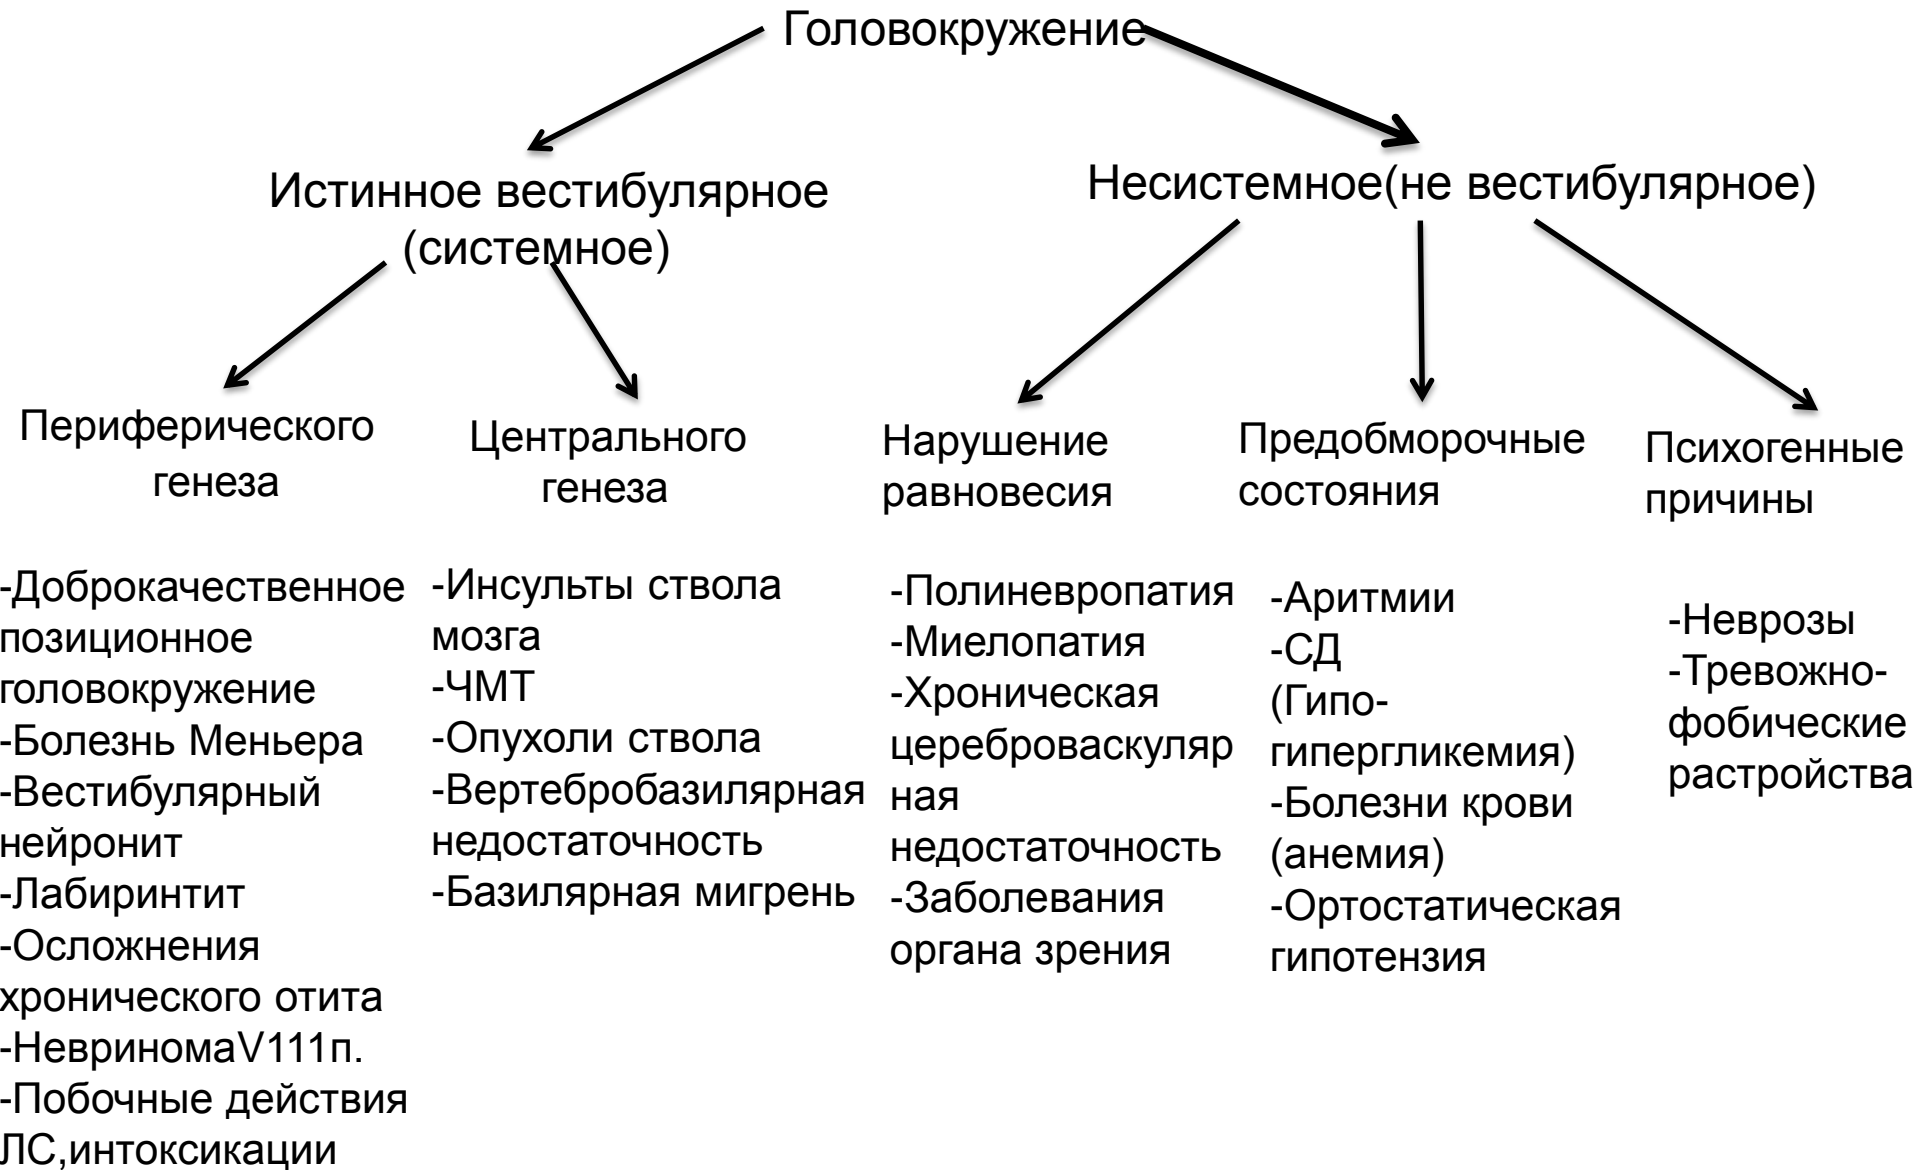 Головокружение
Истинное вестибулярное
(системное)
Несистемное(не вестибулярное)
Периферического
генеза
Центрального
генеза
Нарушение
равновесия
Предобморочные
состояния
Психогенные
причины
-Доброкачественное
позиционное
головокружение
-Болезнь Меньера
-Вестибулярный
нейронит
-Лабиринтит
-Осложнения
хронического отита
-НевриномаV111п.
-Побочные действия
ЛС,интоксикации
-Инсульты ствола
мозга
-ЧМТ
-Опухоли ствола
-Вертебробазилярная
недостаточность
-Базилярная мигрень
-Полиневропатия
-Миелопатия
-Хроническая
цереброваскуляр
ная
недостаточность
-Заболевания
органа зрения
-Аритмии
-СД
(Гипо-
гипергликемия)
-Болезни крови
(анемия)
-Ортостатическая
гипотензия
-Неврозы
-Тревожно-
фобические
растройства